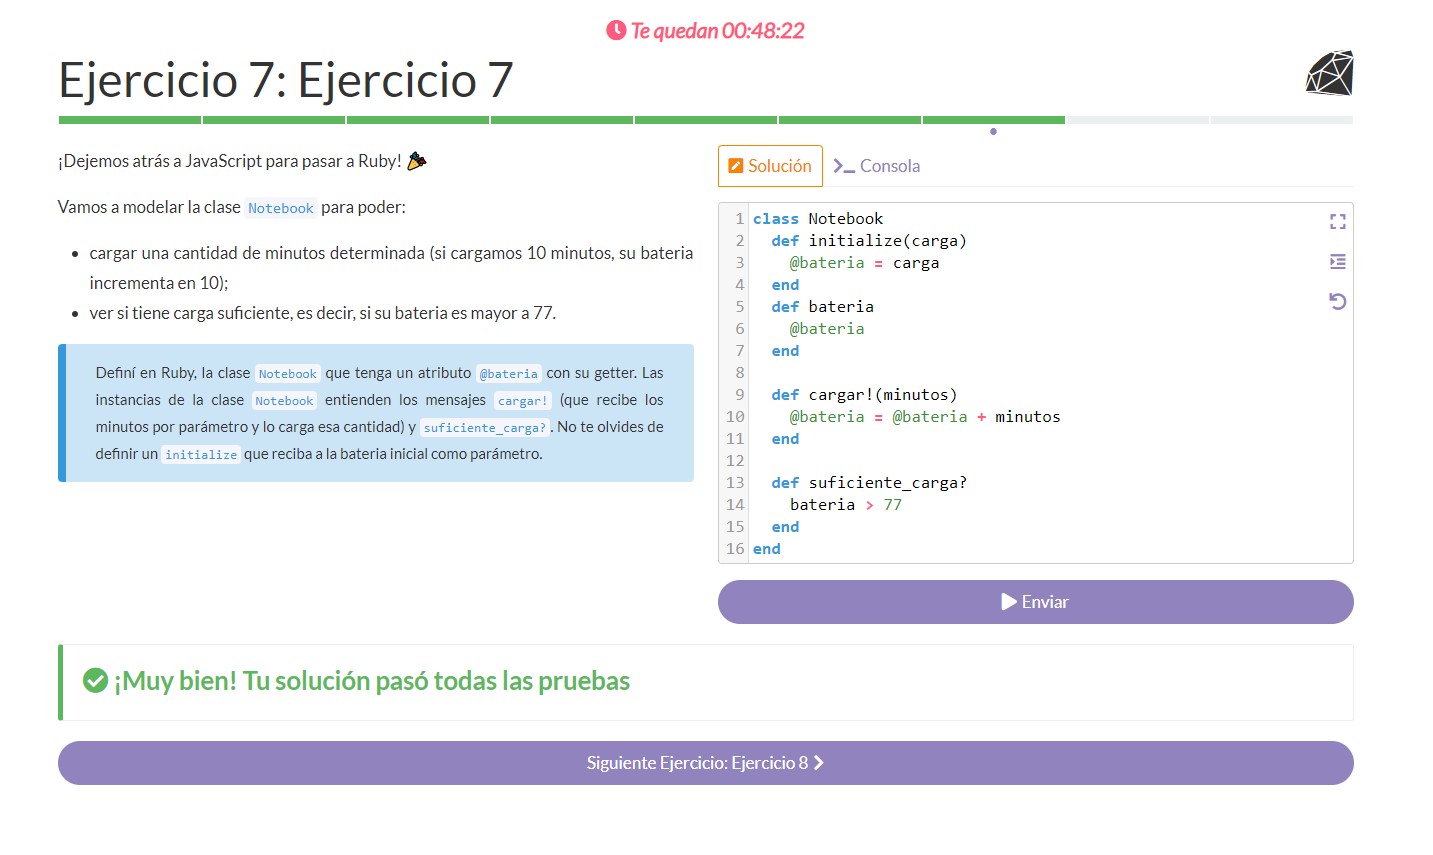 Te quedan 00:48:22
Ejercicio 7: Ejercicio 7
¡Dejemos atrás a JavaScript para pasar a Ruby!
Vamos a modelar la clase Notebook para poder:
cargar una cantidad de minutos determinada (si cargamos 10 minutos, su bateria
incrementa en 10);
ver si tiene carga suficiente, es decir, si su bateria es mayor a 77.
Definí en Ruby, la clase Notebook que tenga un atributo @bateria con su getter. Las
instancias de la clase Notebook entienden los mensajes cargar! (que recibe los
minutos por parámetro y lo carga esa cantidad) y suficiente_carga?. No te olvides de
definir un initialize que reciba a la bateria inicial como parámetro.
Solución
Consola
1 class Notebook
2   def initialize(carga)
3     @bateria = carga
4   end
5   def bateria
6     @bateria
7   end
8
9   def cargar!(minutos)
10     @bateria = @bateria + minutos
11   end
12
13   def suficiente_carga?
14     bateria > 77
15   end
16 end
Enviar
¡Muy bien! Tu solución pasó todas las pruebas
Siguiente Ejercicio: Ejercicio 8